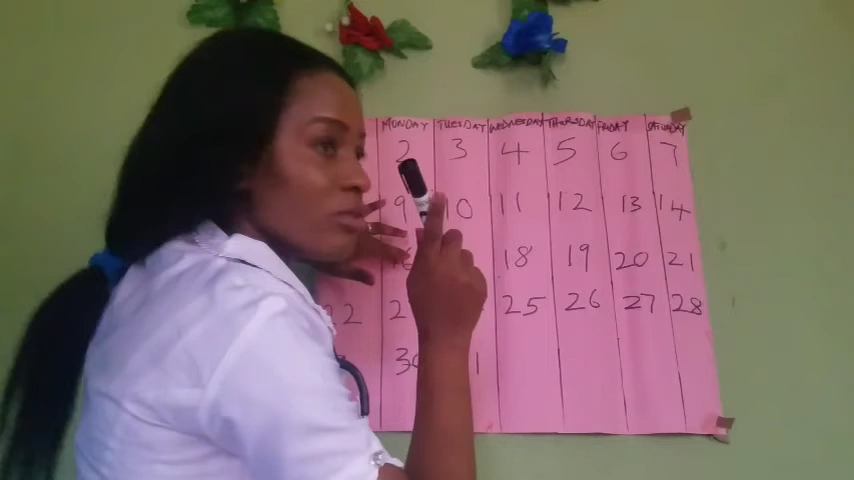 MONDAY TUESDAY WEDNESDAY THURSDAY FRIDAY SATURDAY
2 3 4 5 6 7
9 10 11 12 13 14
18 19 20 21
22 25 26 27 28
30